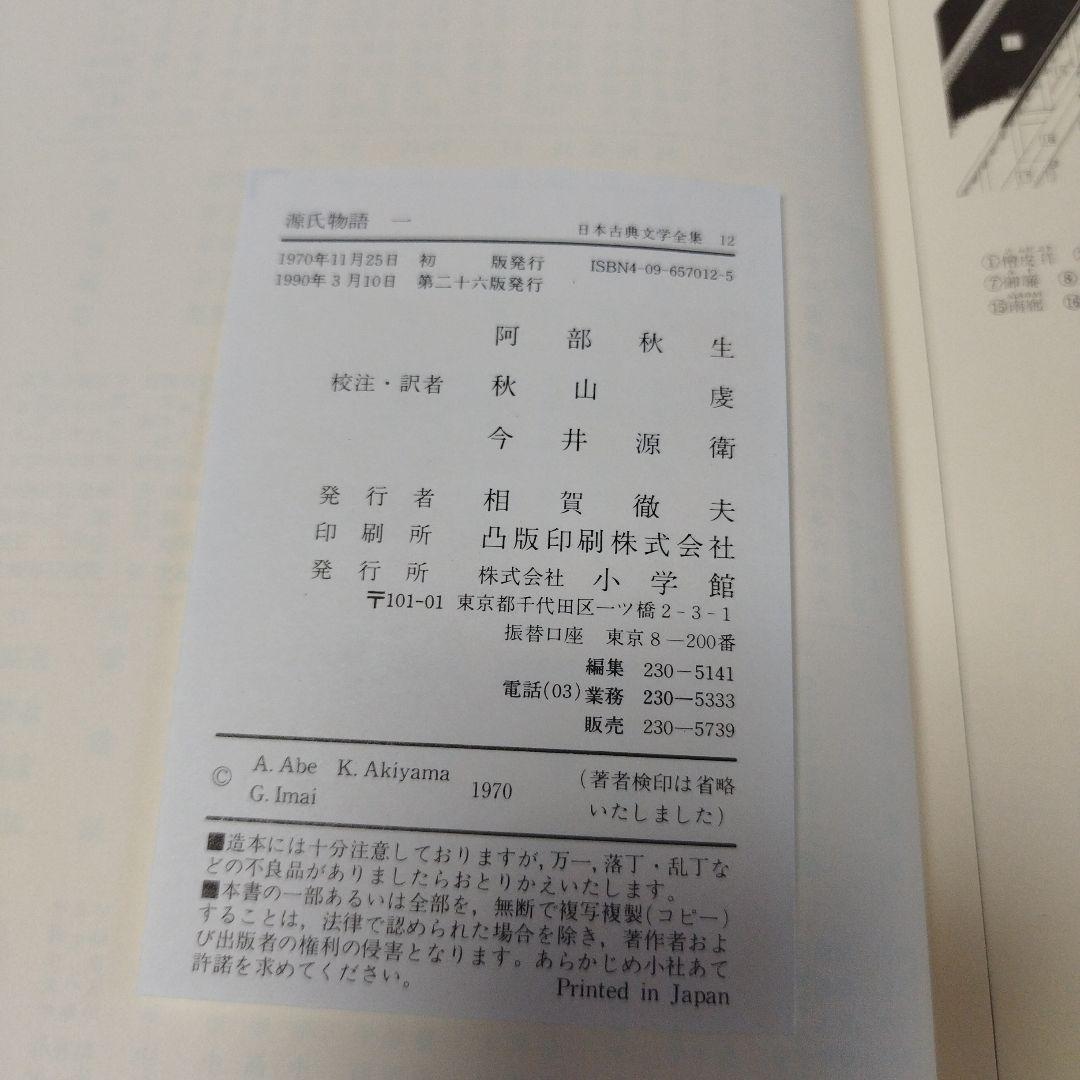 源氏物語 一
日本古典文学全集 12
1970年11月25日 初 版発行 ISBN4-09-657012-5
1990年3月10日 第二十六版発行
阿部秋生
校注・訳者 秋山 虔
今井源衛
発行者 相賀徹夫
印刷所 凸版印刷株式会社
発行所 株式会社 小学館
〒101-01 東京都千代田区一ツ橋2-3-1
振替口座 東京8-200番
編集 230-5141
電話(03)業務 230-5333
販売 230-5739
© A. Abe K. Akiyama
G. Imai
1970
(著者検印は省略
いたしました)
造本には十分注意しておりますが,万一,落丁・乱丁な
どの不良品がありましたらおとりかえいたします。
本書の一部あるいは全部を,無断で複写複製(コピー)
することは,法律で認められた場合を除き,著作者およ
び出版者の権利の侵害となります。あらかじめ小社あて
許諾を求めてください。
Printed in Japan